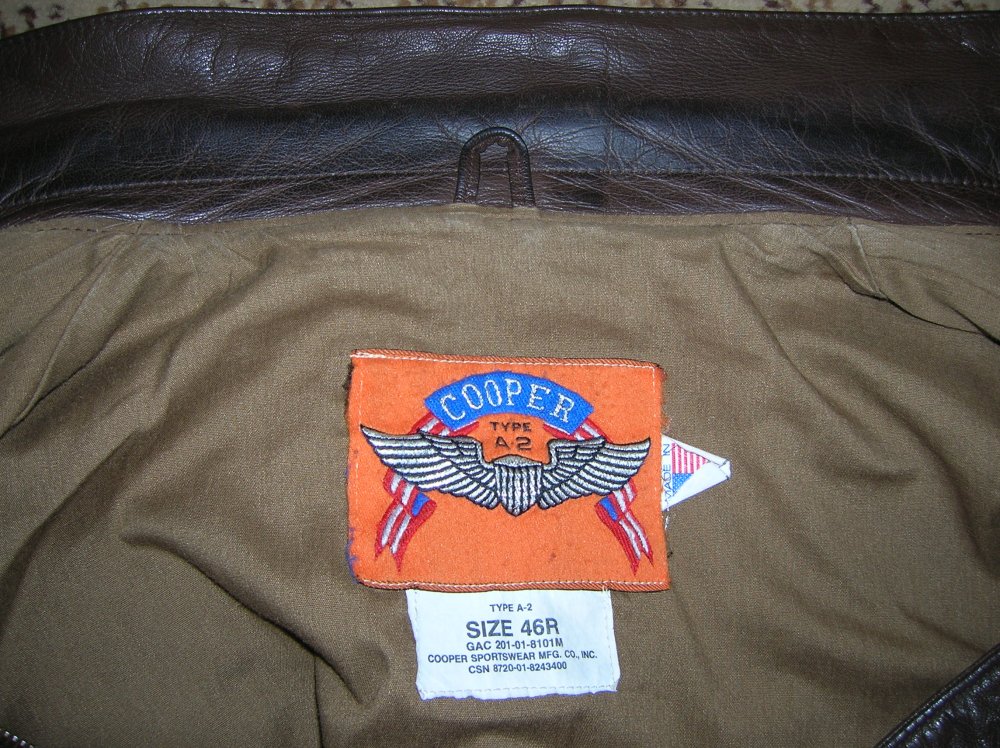 COOPER
TYPE
A-2
MADE IN
TYPE A-2
SIZE 46R
GAC 201-01-8101M
COOPER SPORTSWEAR MFG. CO., INC.
CSN 8720-01-8243400